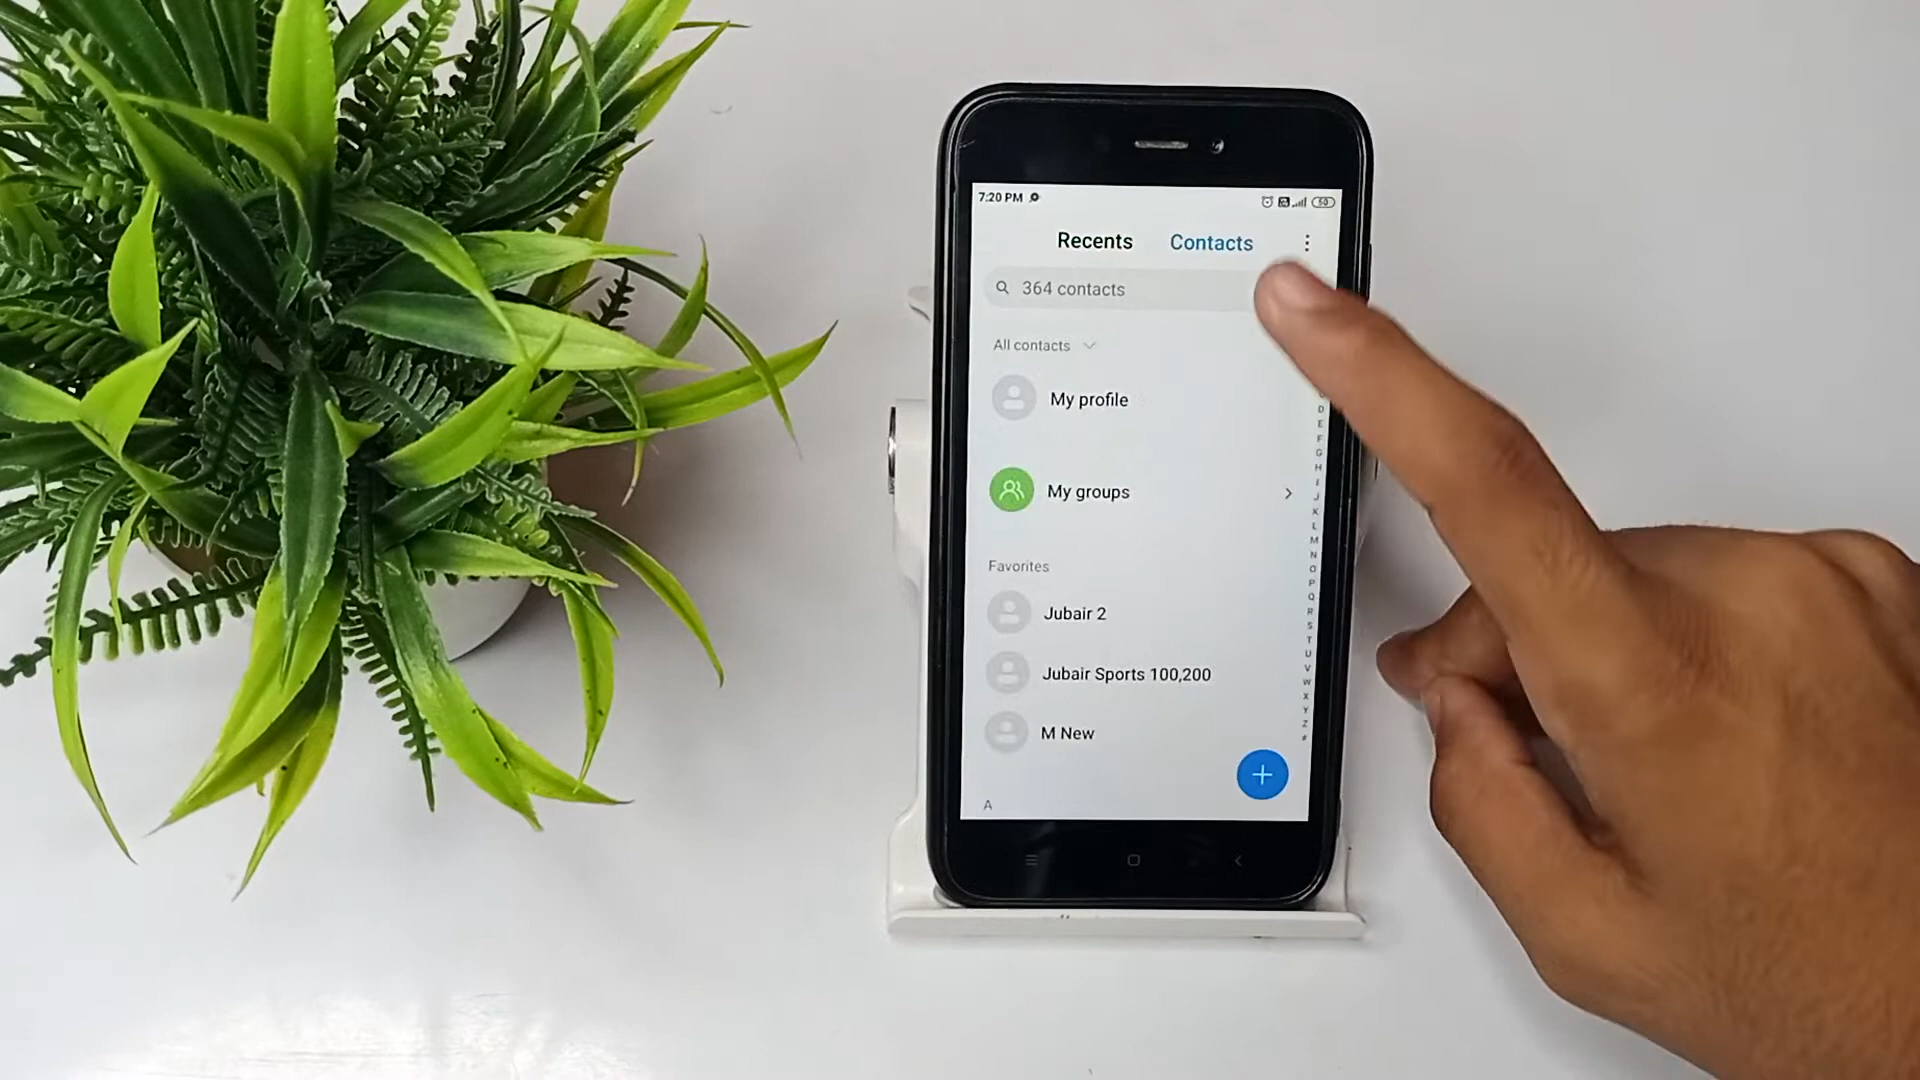 7:20 PM
50
Recents Contacts
364 contacts
All contacts
My profile
My groups
Favorites
Jubair 2
Jubair Sports 100,200
M New
A
D
E
F
G
H
I
J
K
L
M
N
O
P
Q
R
S
T
U
V
W
X
Y
Z
#